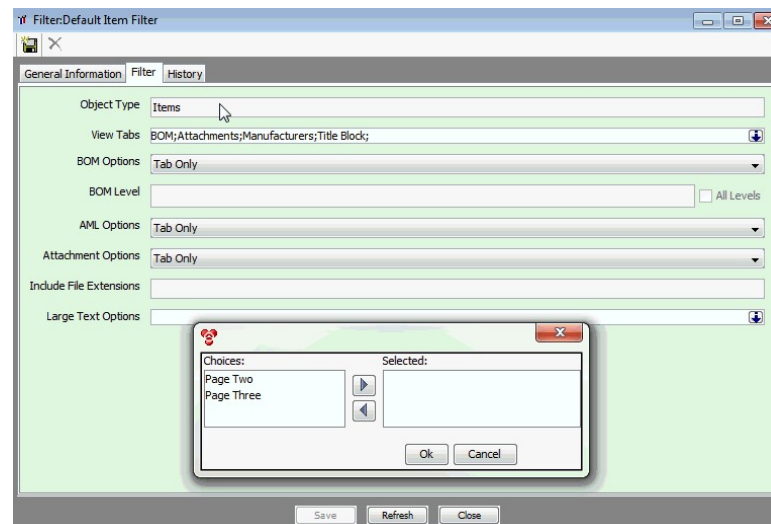 Filter:Default Item Filter
General Information Filter History
Object Type Items
View Tabs BOM;Attachments;Manufacturers;Title Block;
BOM Options Tab Only
BOM Level All Levels
AML Options Tab Only
Attachment Options Tab Only
Include File Extensions
Large Text Options
Choices: Selected:
Page Two
Page Three
Ok Cancel
Save Refresh Close